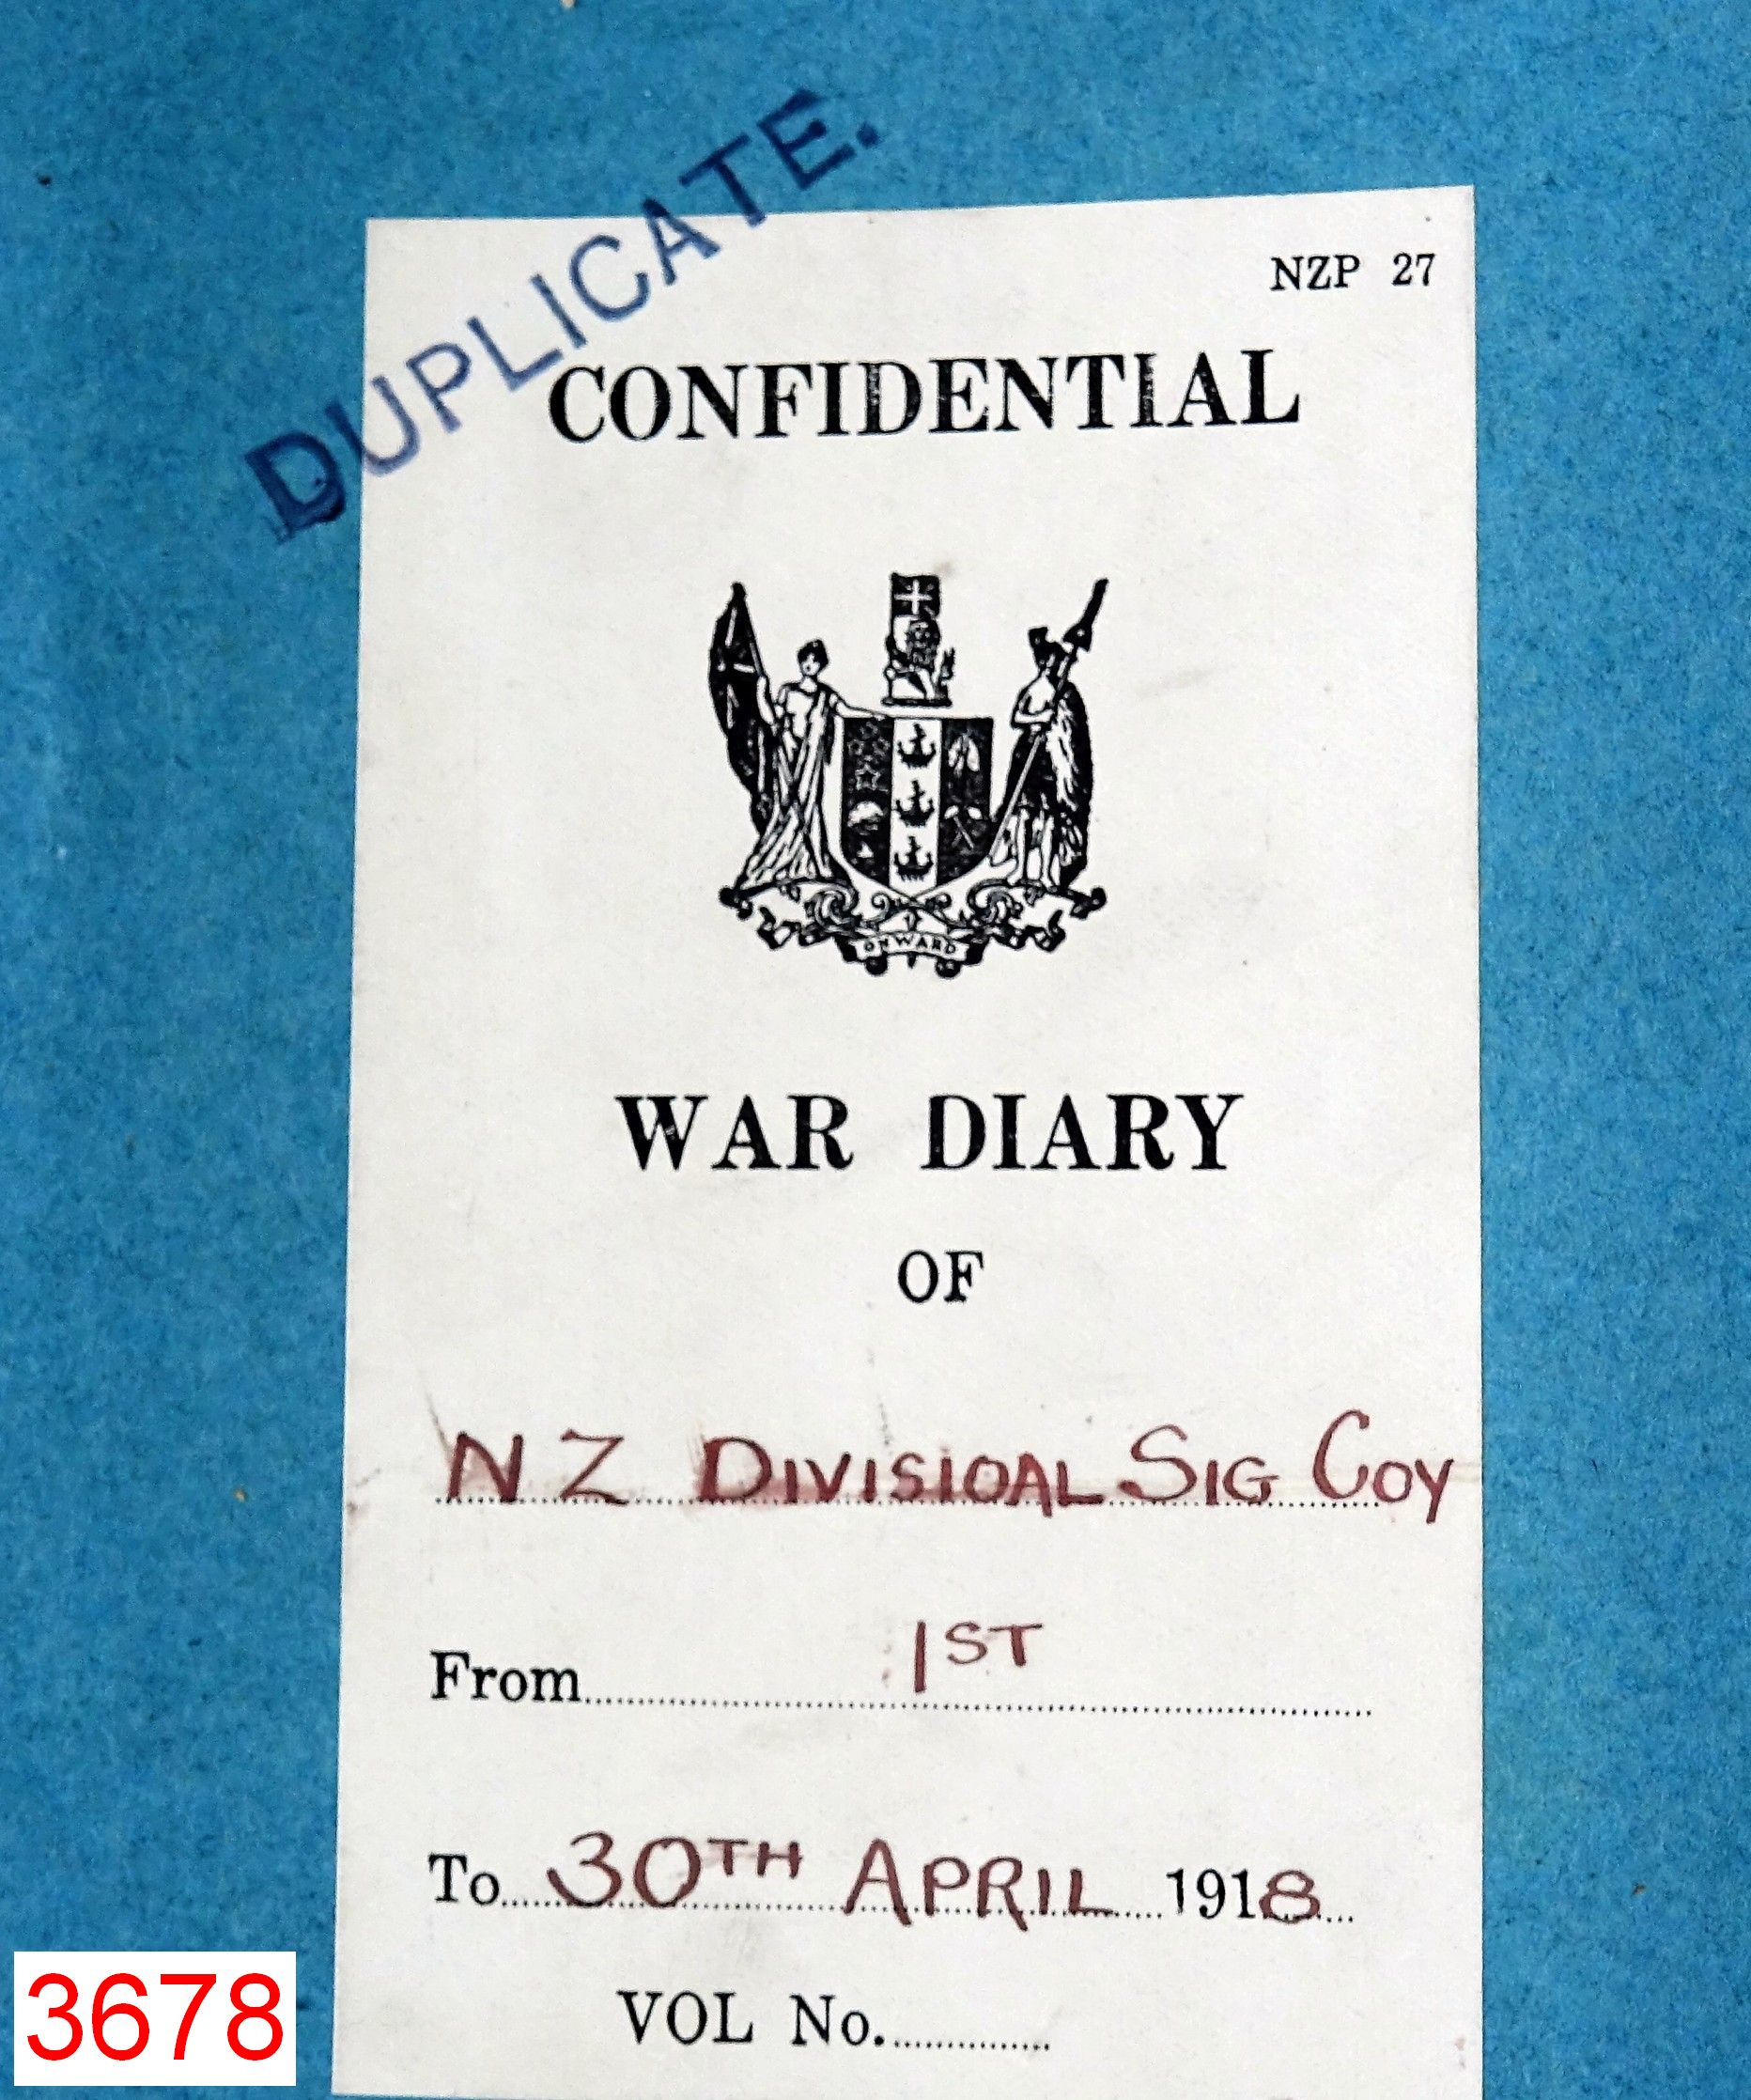 DUPLICATE.
NZP 27
CONFIDENTIAL
ONWARD
WAR DIARY
OF
NZ DIVISIOAL SIG COY
From 1ST
To 30TH APRIL 1918
VOL No.
3678